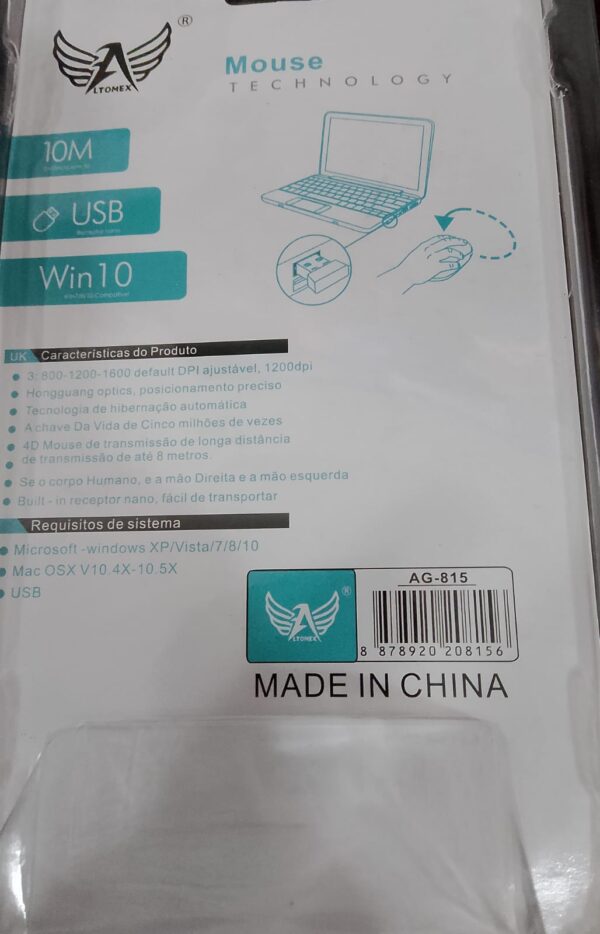 ®
A
LTOMEX
Mouse
TECHNOLOGY
10M
USB
Win10
UK Características do Produto
3: 800-1200-1600 default DPI ajustável, 1200dpi
Hongguang optics, posicionamento preciso
Tecnologia de hibernação automática
A chave Da Vida de Cinco milhões de vezes
4D Mouse de transmissão de longa distância
de transmissão de até 8 metros.
Se o corpo Humano, e a mão Direita e a mão esquerda
Built - in receptor nano, fácil de transportar
Requisitos de sistema
Microsoft -windows XP/Vista/7/8/10
Mac OSX V10.4X-10.5X
USB
AG-815
®
A
LTOMEX
8 878920 208156
MADE IN CHINA